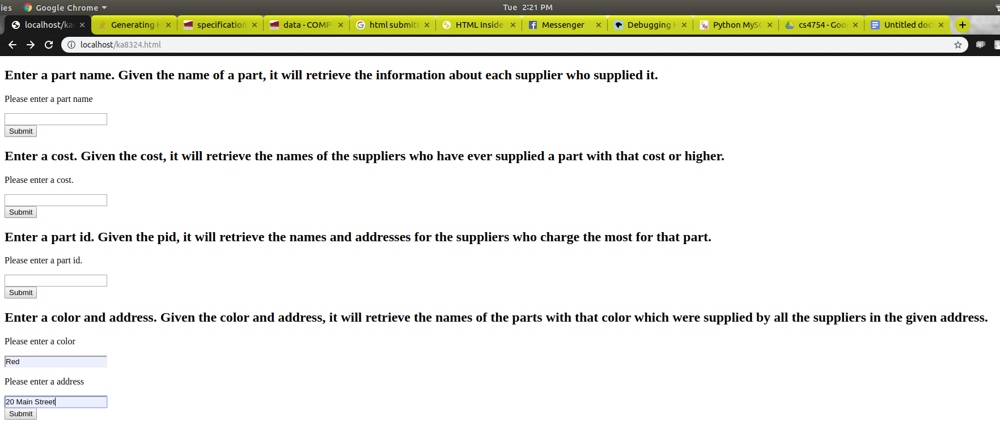 ies Google Chrome Tue 2:21 PM
localhost/ka Generating H specification data - COMP- html submitt HTML Inside Messenger Debugging H Python MySQ cs4754 - Goo Untitled doc
localhost/ka8324.html
Enter a part name. Given the name of a part, it will retrieve the information about each supplier who supplied it.
Please enter a part name
Submit
Enter a cost. Given the cost, it will retrieve the names of the suppliers who have ever supplied a part with that cost or higher.
Please enter a cost.
Submit
Enter a part id. Given the pid, it will retrieve the names and addresses for the suppliers who charge the most for that part.
Please enter a part id.
Submit
Enter a color and address. Given the color and address, it will retrieve the names of the parts with that color which were supplied by all the suppliers in the given address.
Please enter a color
Red
Please enter a address
20 Main Street
Submit